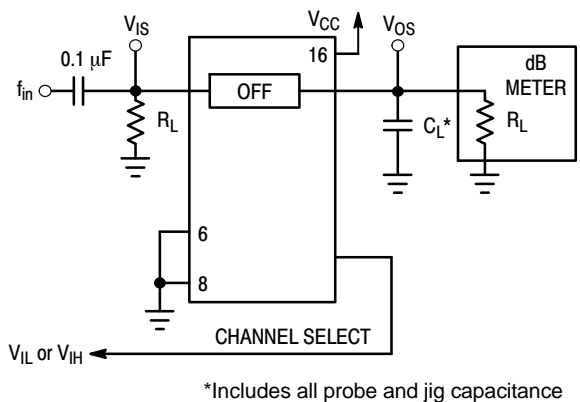 V_IS
V_CC
V_OS
0.1 μF
16
dB
METER
f_in
OFF
R_L
C_L*
R_L
6
8
CHANNEL SELECT
V_IL or V_IH
*Includes all probe and jig capacitance